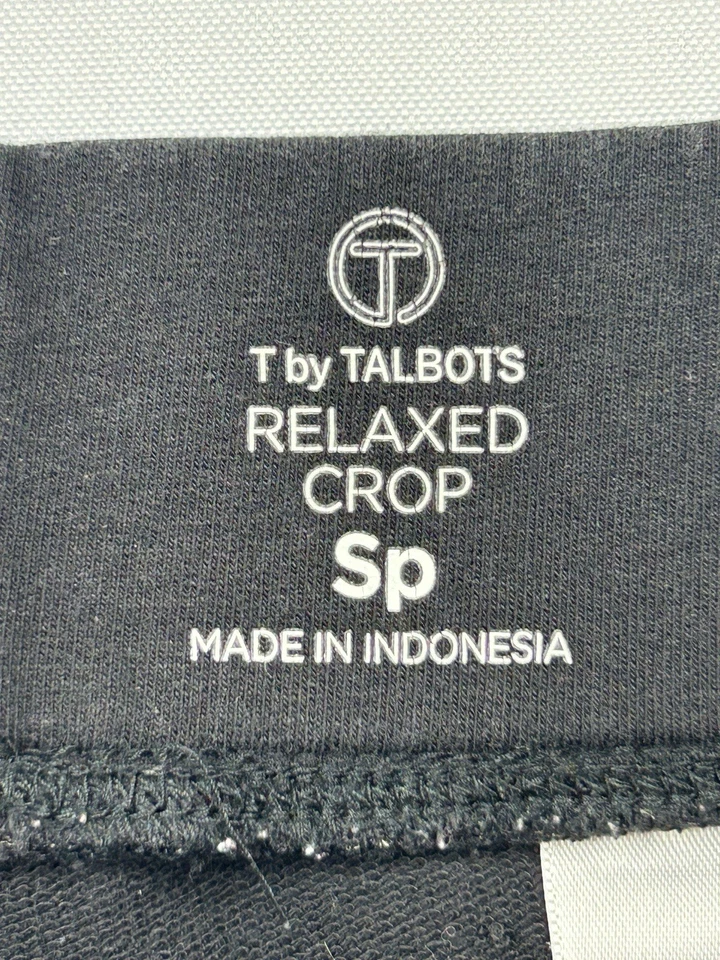 T
T by TALBOTS
RELAXED
CROP
Sp
MADE IN INDONESIA